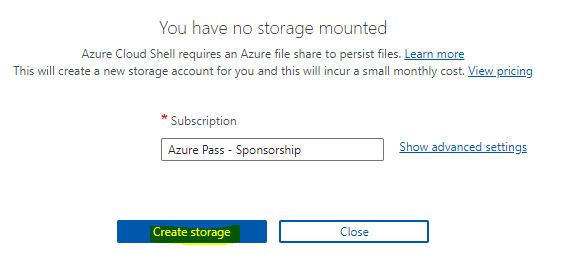 You have no storage mounted
Azure Cloud Shell requires an Azure file share to persist files. Learn more
This will create a new storage account for you and this will incur a small monthly cost. View pricing
* Subscription
Azure Pass - Sponsorship
Show advanced settings
Create storage
Close